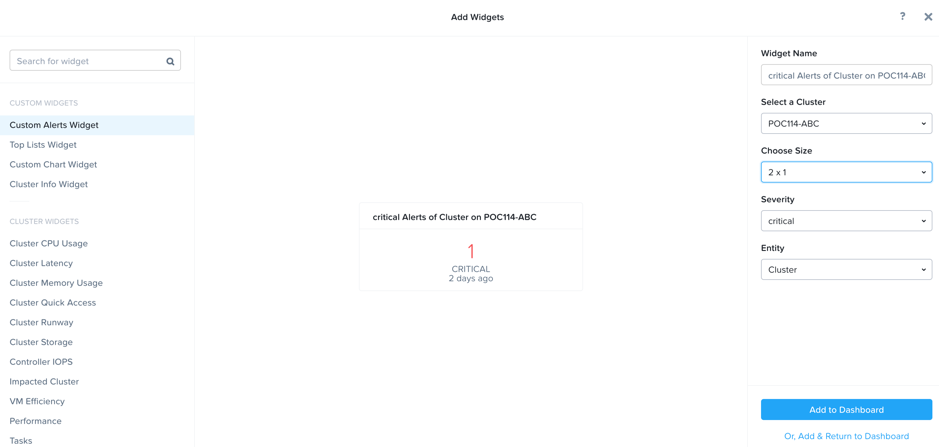 Add Widgets
?
Search for widget
CUSTOM WIDGETS
Custom Alerts Widget
Top Lists Widget
Custom Chart Widget
Cluster Info Widget
CLUSTER WIDGETS
Cluster CPU Usage
Cluster Latency
Cluster Memory Usage
Cluster Quick Access
Cluster Runway
Cluster Storage
Controller IOPS
Impacted Cluster
VM Efficiency
Performance
Tasks
critical Alerts of Cluster on POC114-ABC
1
CRITICAL
2 days ago
Widget Name
critical Alerts of Cluster on POC114-AB
Select a Cluster
POC114-ABC
Choose Size
2 x 1
Severity
critical
Entity
Cluster
Add to Dashboard
Or, Add & Return to Dashboard